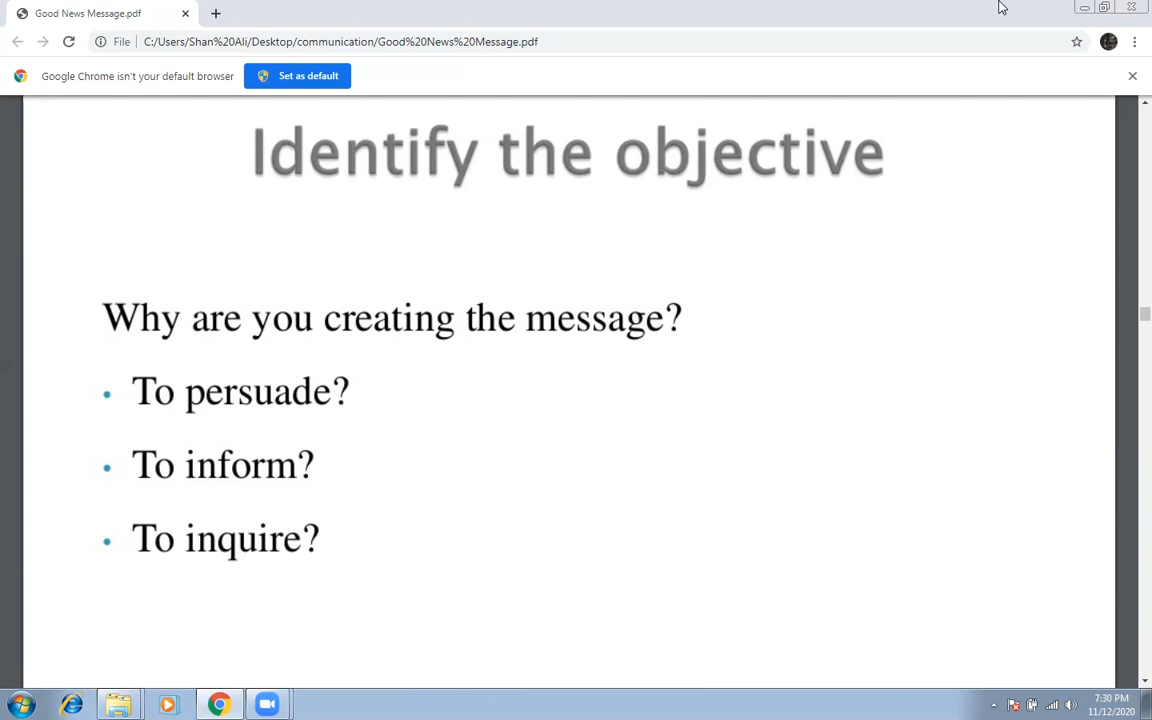 Good News Message.pdf
File C:/Users/Shan%20Ali/Desktop/communication/Good%20News%20Message.pdf
Google Chrome isn't your default browser Set as default
Identify the objective
Why are you creating the message?
• To persuade?
• To inform?
• To inquire?
7:30 PM
11/12/2020